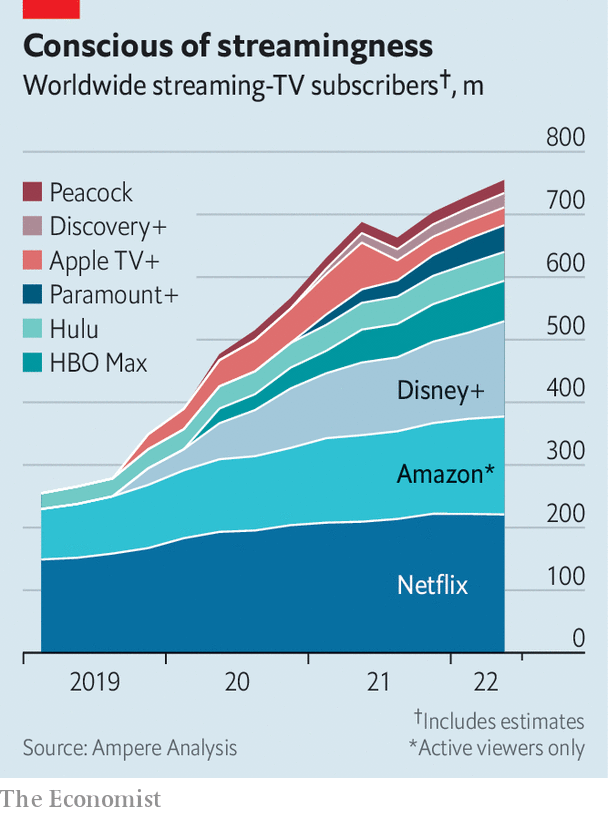 Conscious of streamingness
Worldwide streaming-TV subscribers†, m
800
700
600
500
400
300
200
100
0
Peacock
Discovery+
Apple TV+
Paramount+
Hulu
HBO Max
Disney+
Amazon*
Netflix
2019 20 21 22
†Includes estimates
Source: Ampere Analysis *Active viewers only
The Economist